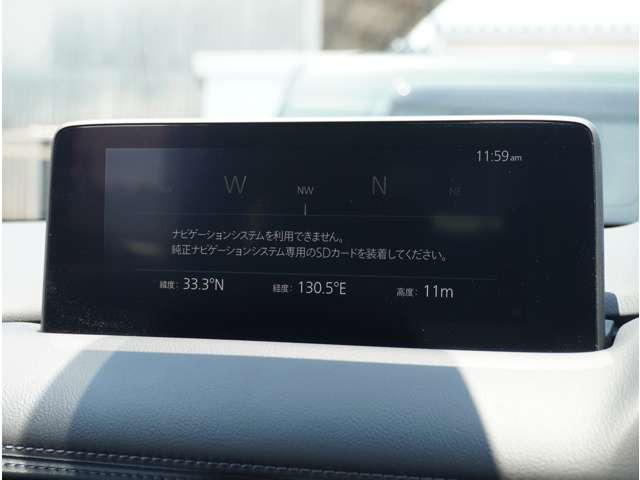 11:59 am
W NW N NE
ナビゲーションシステムを利用できません。
純正ナビゲーションシステム専用のSDカードを装着してください。
緯度: 33.3°N 経度: 130.5°E 高度: 11m